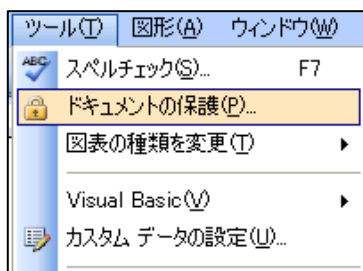 ツール(T) 図形(A) ウィンドウ(W)
ABC スペルチェック(S)... F7
ドキュメントの保護(P)...
図表の種類を変更(T)
Visual Basic(V)
カスタム データの設定(U)...